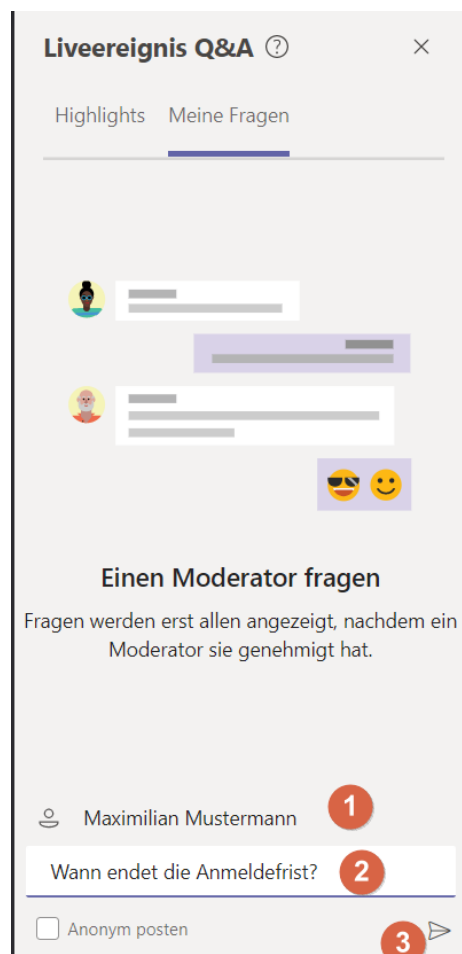 Liveereignis Q&A ?
Highlights Meine Fragen
Einen Moderator fragen
Fragen werden erst allen angezeigt, nachdem ein
Moderator sie genehmigt hat.
Maximilian Mustermann 1
Wann endet die Anmeldefrist? 2
Anonym posten 3